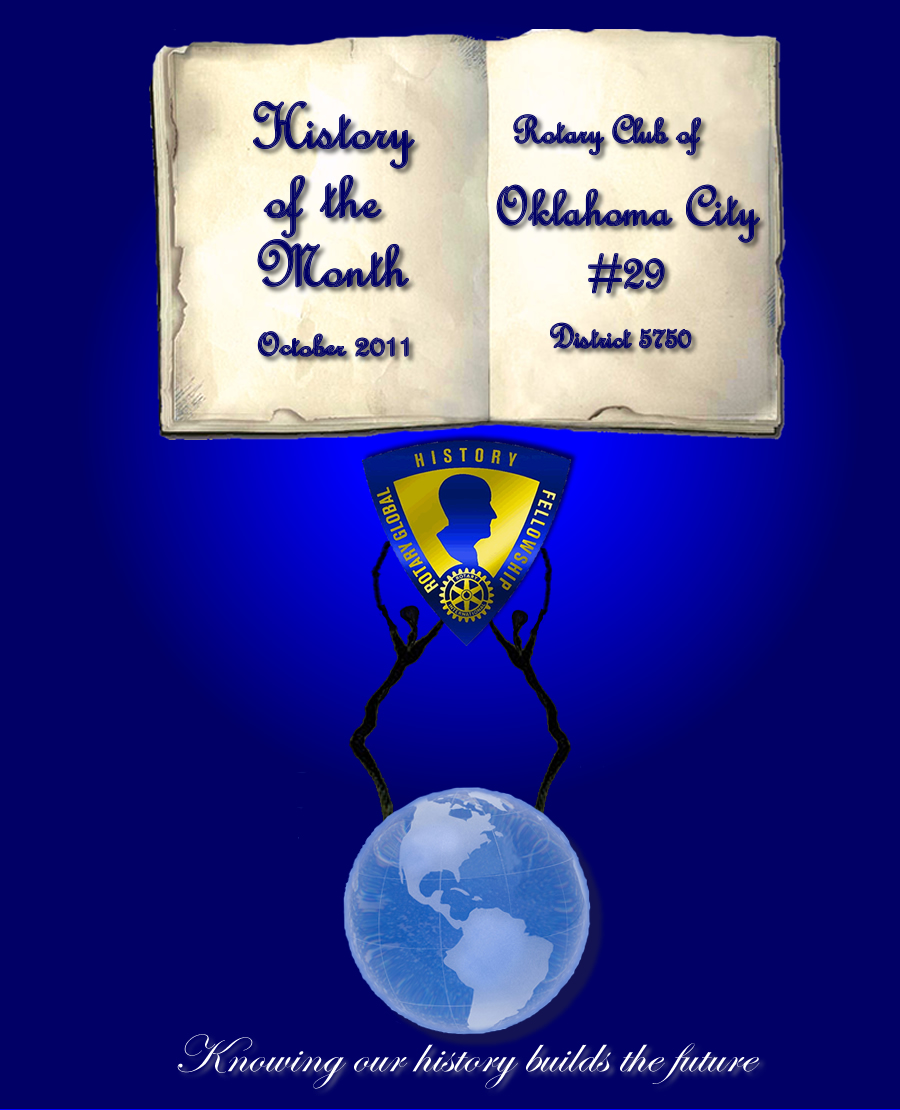 History
of the
Month
October 2011
Rotary Club of
Oklahoma City
#29
District 5750
HISTORY
ROTARY GLOBAL
FELLOWSHIP
ROTARY
INTERNATIONAL
Knowing our history builds the future